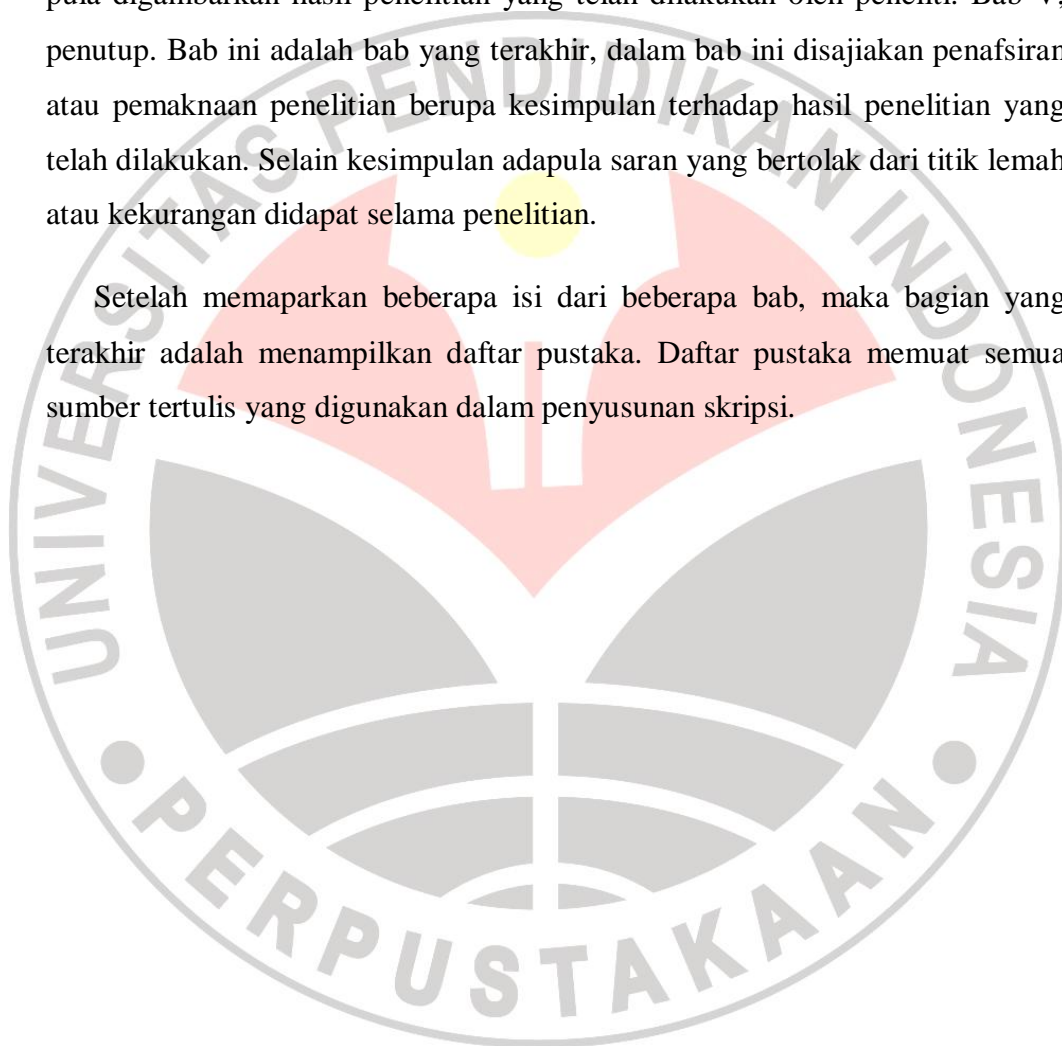 pula digambarkan hasil penelitian yang telah dilakukan oleh peneliti. Bab V,
penutup. Bab ini adalah bab yang terakhir, dalam bab ini disajiakan penafsiran
atau pemaknaan penelitian berupa kesimpulan terhadap hasil penelitian yang
telah dilakukan. Selain kesimpulan adapula saran yang bertolak dari titik lemah
atau kekurangan didapat selama penelitian.
Setelah memaparkan beberapa isi dari beberapa bab, maka bagian yang
terakhir adalah menampilkan daftar pustaka. Daftar pustaka memuat semua
sumber tertulis yang digunakan dalam penyusunan skripsi.
UNIVERSITAS PENDIDIKAN INDONESIA
PERPUSTAKAAN